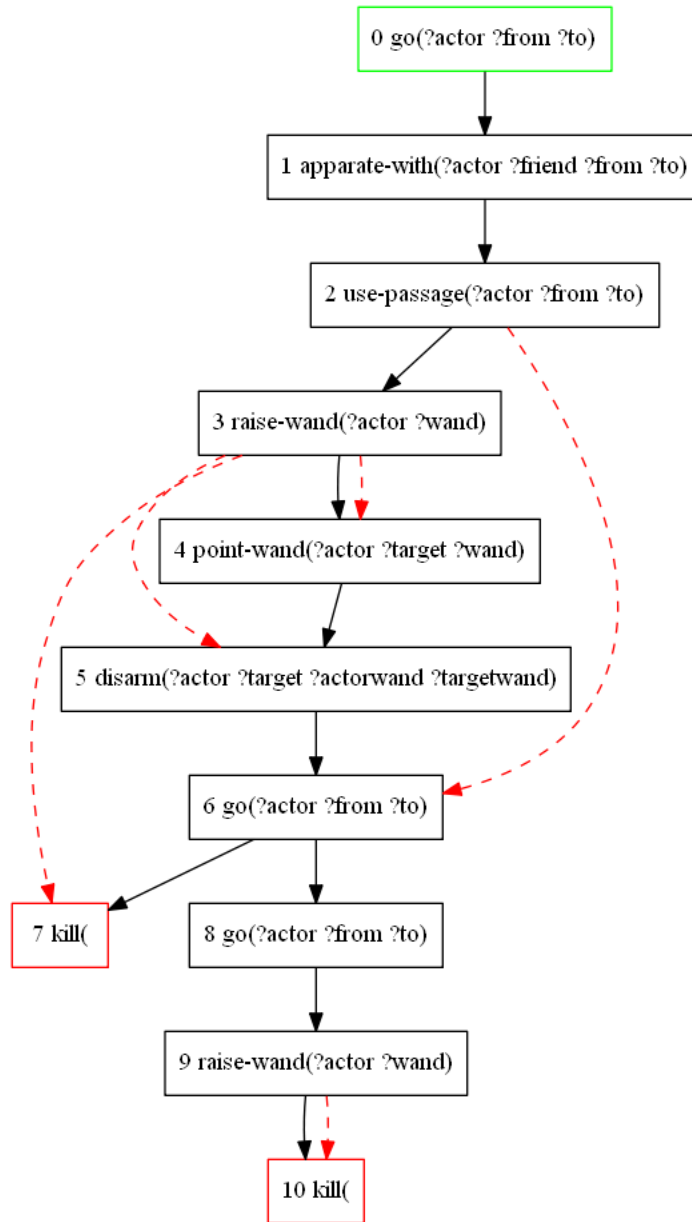 0 go(?actor ?from ?to)
1 apparate-with(?actor ?friend ?from ?to)
2 use-passage(?actor ?from ?to)
3 raise-wand(?actor ?wand)
4 point-wand(?actor ?target ?wand)
5 disarm(?actor ?target ?actorwand ?targetwand)
6 go(?actor ?from ?to)
7 kill(
8 go(?actor ?from ?to)
9 raise-wand(?actor ?wand)
10 kill(